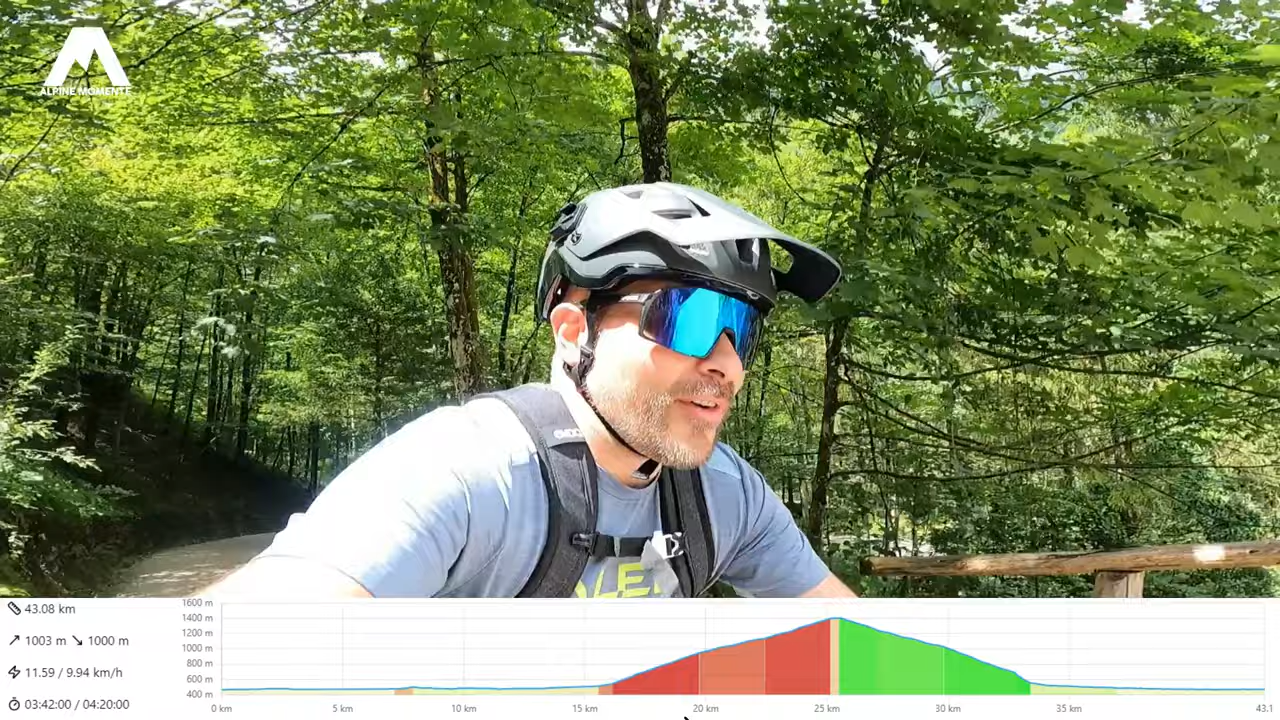 ALPINE MOMENTE
evoc
LE
43.08 km
1003 m 1000 m
11.59 / 9.94 km/h
03:42:00 / 04:20:00
1600 m
1400 m
1200 m
1000 m
800 m
600 m
400 m
0 km 5 km 10 km 15 km 20 km 25 km 30 km 35 km 43.1